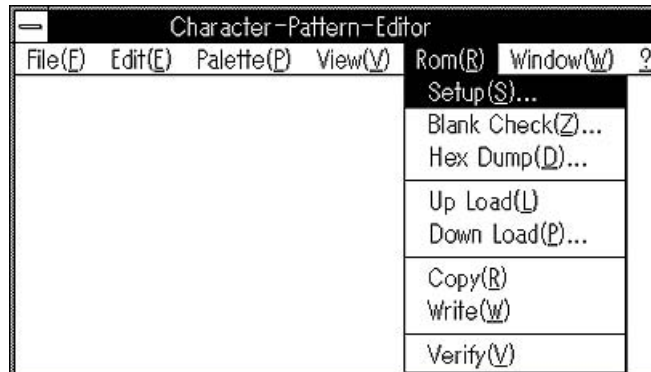 Character-Pattern-Editor
File(F) Edit(E) Palette(P) View(V) Rom(R) Window(W) ?
Setup(S)...
Blank Check(Z)...
Hex Dump(D)...
Up Load(L)
Down Load(P)...
Copy(R)
Write(W)
Verify(V)